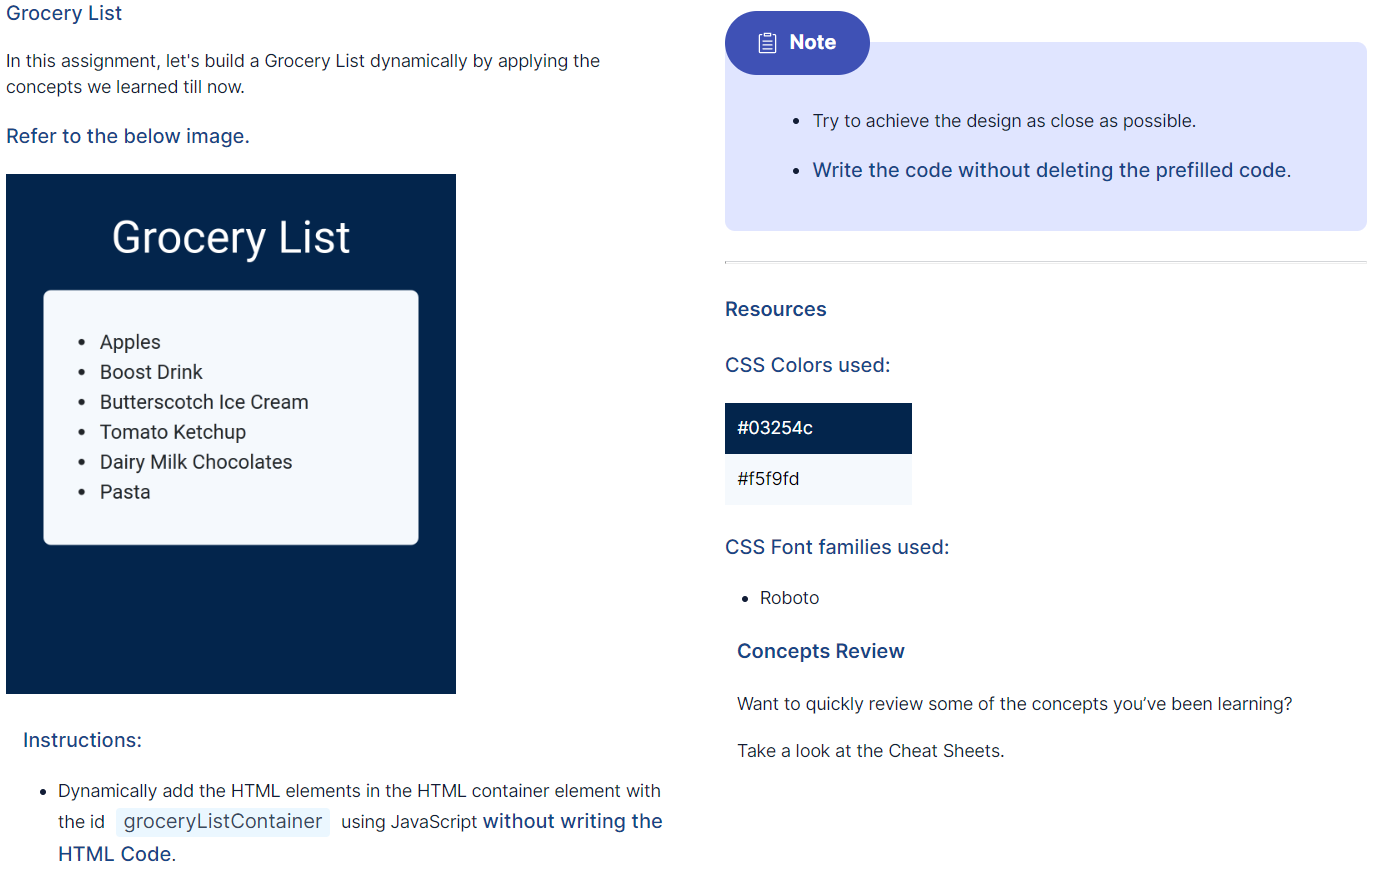 Grocery List
In this assignment, let's build a Grocery List dynamically by applying the
concepts we learned till now.
Refer to the below image.
Grocery List
Apples
Boost Drink
Butterscotch Ice Cream
Tomato Ketchup
Dairy Milk Chocolates
Pasta
Instructions:
Dynamically add the HTML elements in the HTML container element with
the id groceryListContainer using JavaScript without writing the
HTML Code.
Note
Try to achieve the design as close as possible.
Write the code without deleting the prefilled code.
Resources
CSS Colors used:
#03254c
#f5f9fd
CSS Font families used:
Roboto
Concepts Review
Want to quickly review some of the concepts you’ve been learning?
Take a look at the Cheat Sheets.